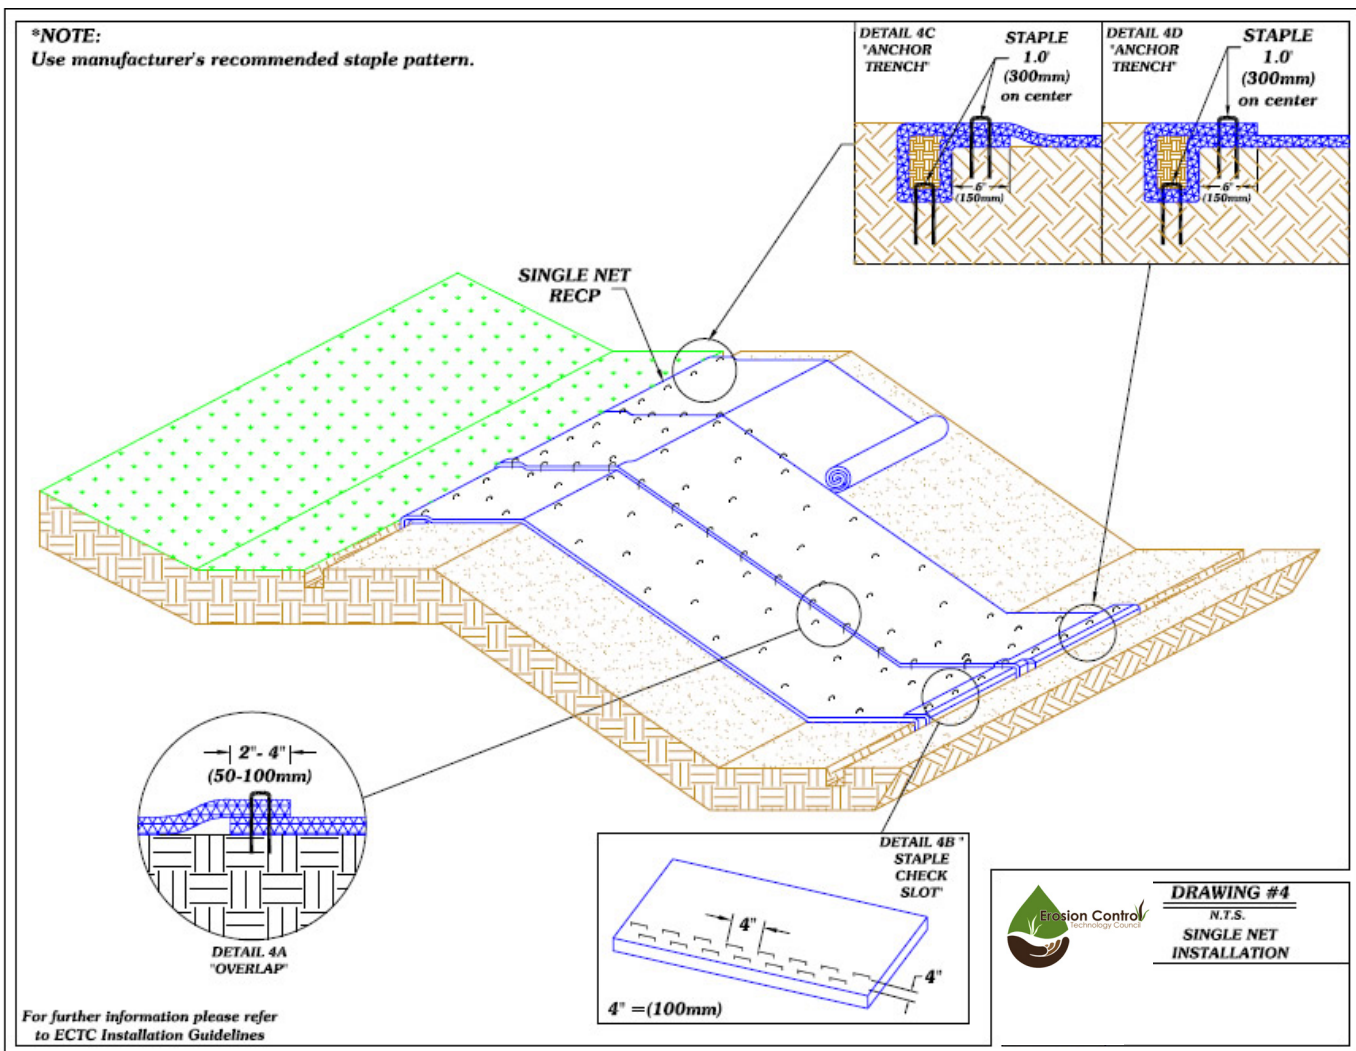 *NOTE:
Use manufacturer's recommended staple pattern.
DETAIL 4C
"ANCHOR
TRENCH"
STAPLE
1.0'
(300mm)
on center
6"
(150mm)
DETAIL 4D
"ANCHOR
TRENCH"
STAPLE
1.0'
(300mm)
on center
6"
(150mm)
SINGLE NET
RECP
2"- 4"
(50-100mm)
DETAIL 4A
"OVERLAP"
DETAIL 4B "
STAPLE
CHECK
SLOT"
4"
4"
4" =(100mm)
Erosion Control
Technology Council
DRAWING #4
N.T.S.
SINGLE NET
INSTALLATION
For further information please refer
to ECTC Installation Guidelines